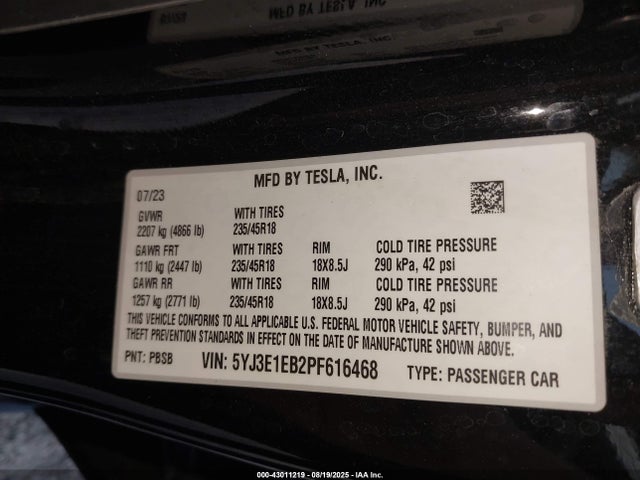 MFD BY TESLA, INC.
MFD BY TESLA, INC.
07/23
GVWR WITH TIRES
2207 kg (4866 lb) 235/45R18
GAWR FRT WITH TIRES RIM COLD TIRE PRESSURE
1110 kg (2447 lb) 235/45R18 18X8.5J 290 kPa, 42 psi
GAWR RR WITH TIRES RIM COLD TIRE PRESSURE
1257 kg (2771 lb) 235/45R18 18X8.5J 290 kPa, 42 psi
THIS VEHICLE CONFORMS TO ALL APPLICABLE U.S. FEDERAL MOTOR VEHICLE SAFETY, BUMPER, AND
THEFT PREVENTION STANDARDS IN EFFECT ON THE DATE OF MANUFACTURE SHOWN ABOVE.
PNT: PBSB VIN: 5YJ3E1EB2PF616468 TYPE: PASSENGER CAR
000-43011219 - 08/19/2025 - IAA Inc.